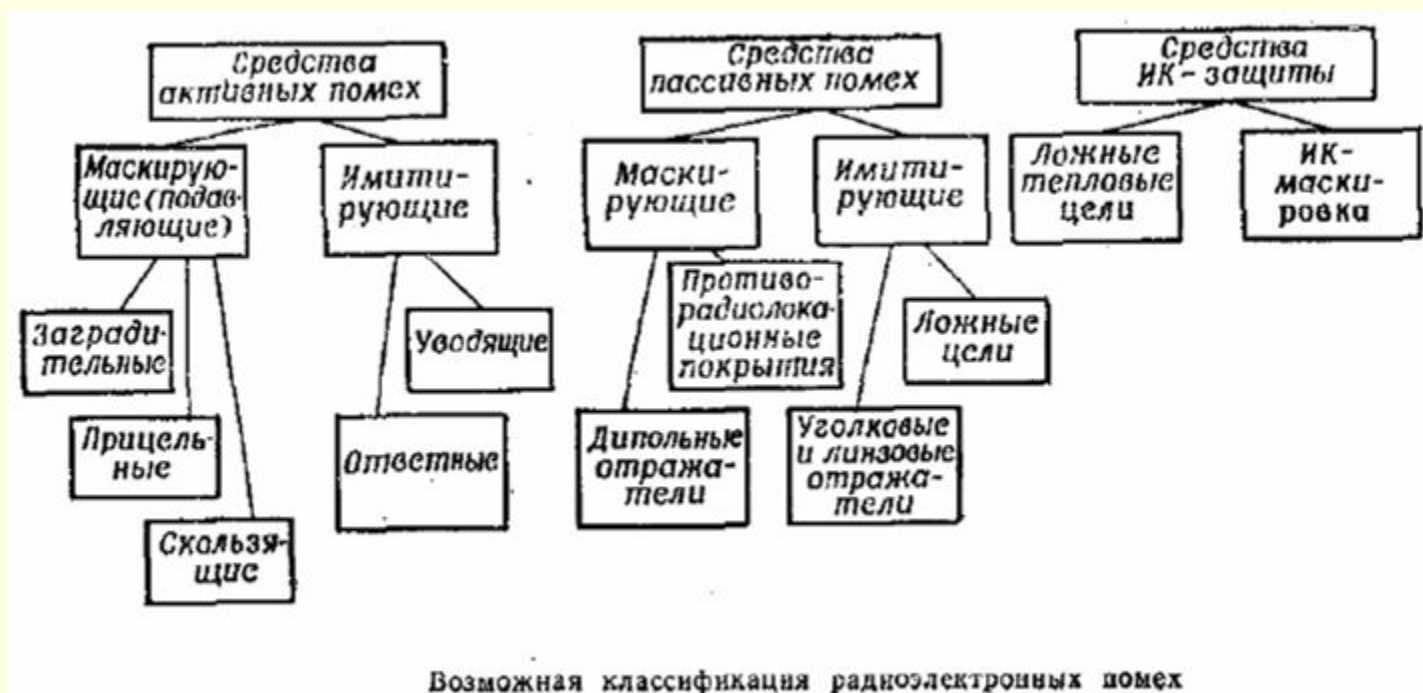 Средства
активных помех
Средства
пассивных помех
Средства
ИК-защиты
Маскирую-
щие(подав-
ляющие)
Имити-
рующие
Маски-
рующие
Имити-
рующие
Ложные
тепловые
цели
ИК-
маски-
ровка
Загради-
тельные
Уводящие
Противо-
радиолока-
ционные
покрытия
Ложные
цели
Прицель-
ные
Ответные
Дипольные
отража-
тели
Уголковые
и линзовые
отража-
тели
Скользя-
щие
Возможная классификация радиоэлектронных помех